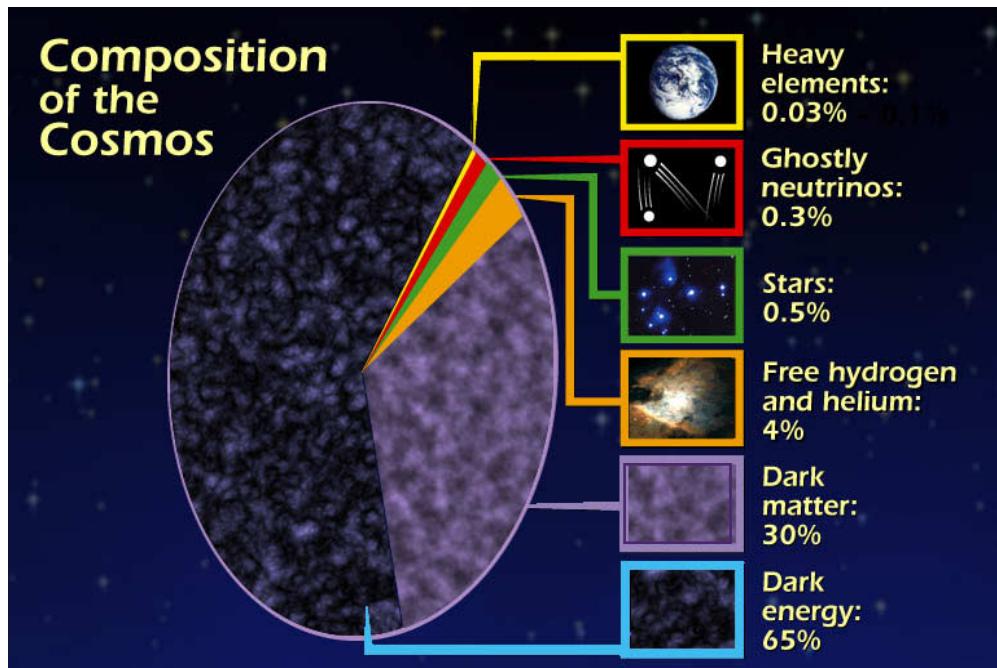 Composition
of the
Cosmos
Heavy
elements:
0.03%
Ghostly
neutrinos:
0.3%
Stars:
0.5%
Free hydrogen
and helium:
4%
Dark
matter:
30%
Dark
energy:
65%